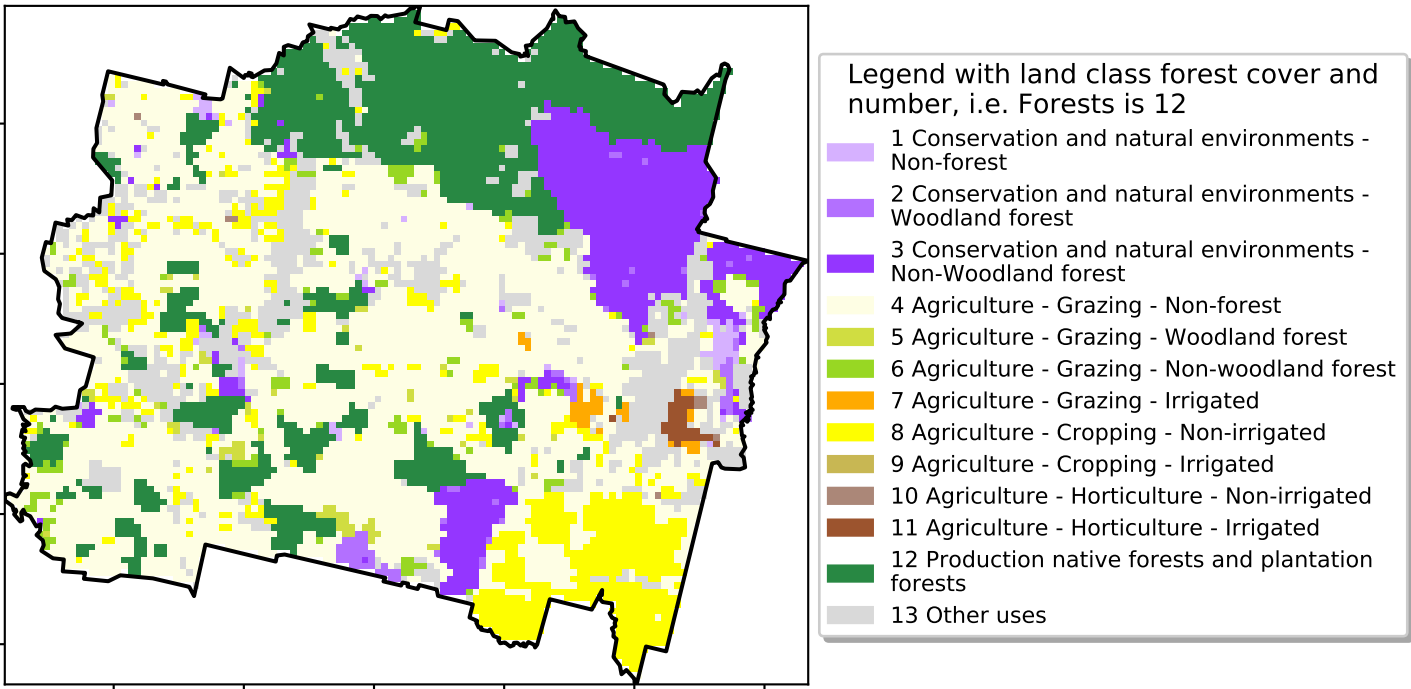 Legend with land class forest cover and
number, i.e. Forests is 12
1 Conservation and natural environments -
Non-forest
2 Conservation and natural environments -
Woodland forest
3 Conservation and natural environments -
Non-Woodland forest
4 Agriculture - Grazing - Non-forest
5 Agriculture - Grazing - Woodland forest
6 Agriculture - Grazing - Non-woodland forest
7 Agriculture - Grazing - Irrigated
8 Agriculture - Cropping - Non-irrigated
9 Agriculture - Cropping - Irrigated
10 Agriculture - Horticulture - Non-irrigated
11 Agriculture - Horticulture - Irrigated
12 Production native forests and plantation
forests
13 Other uses